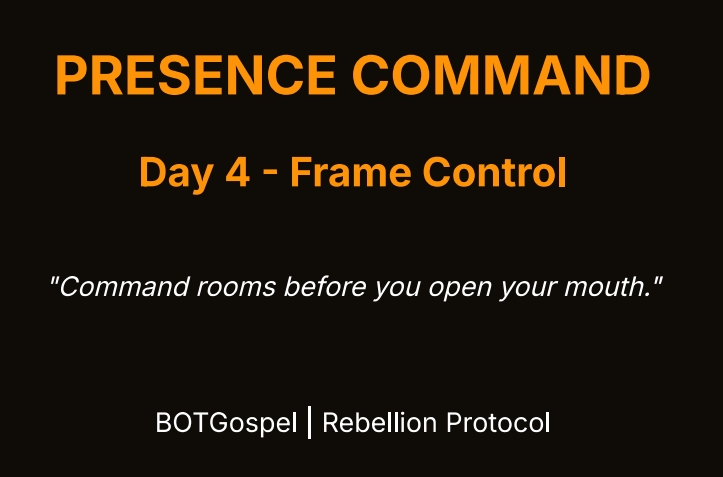 PRESENCE COMMAND
Day 4 - Frame Control
"Command rooms before you open your mouth."
BOTGospel | Rebellion Protocol